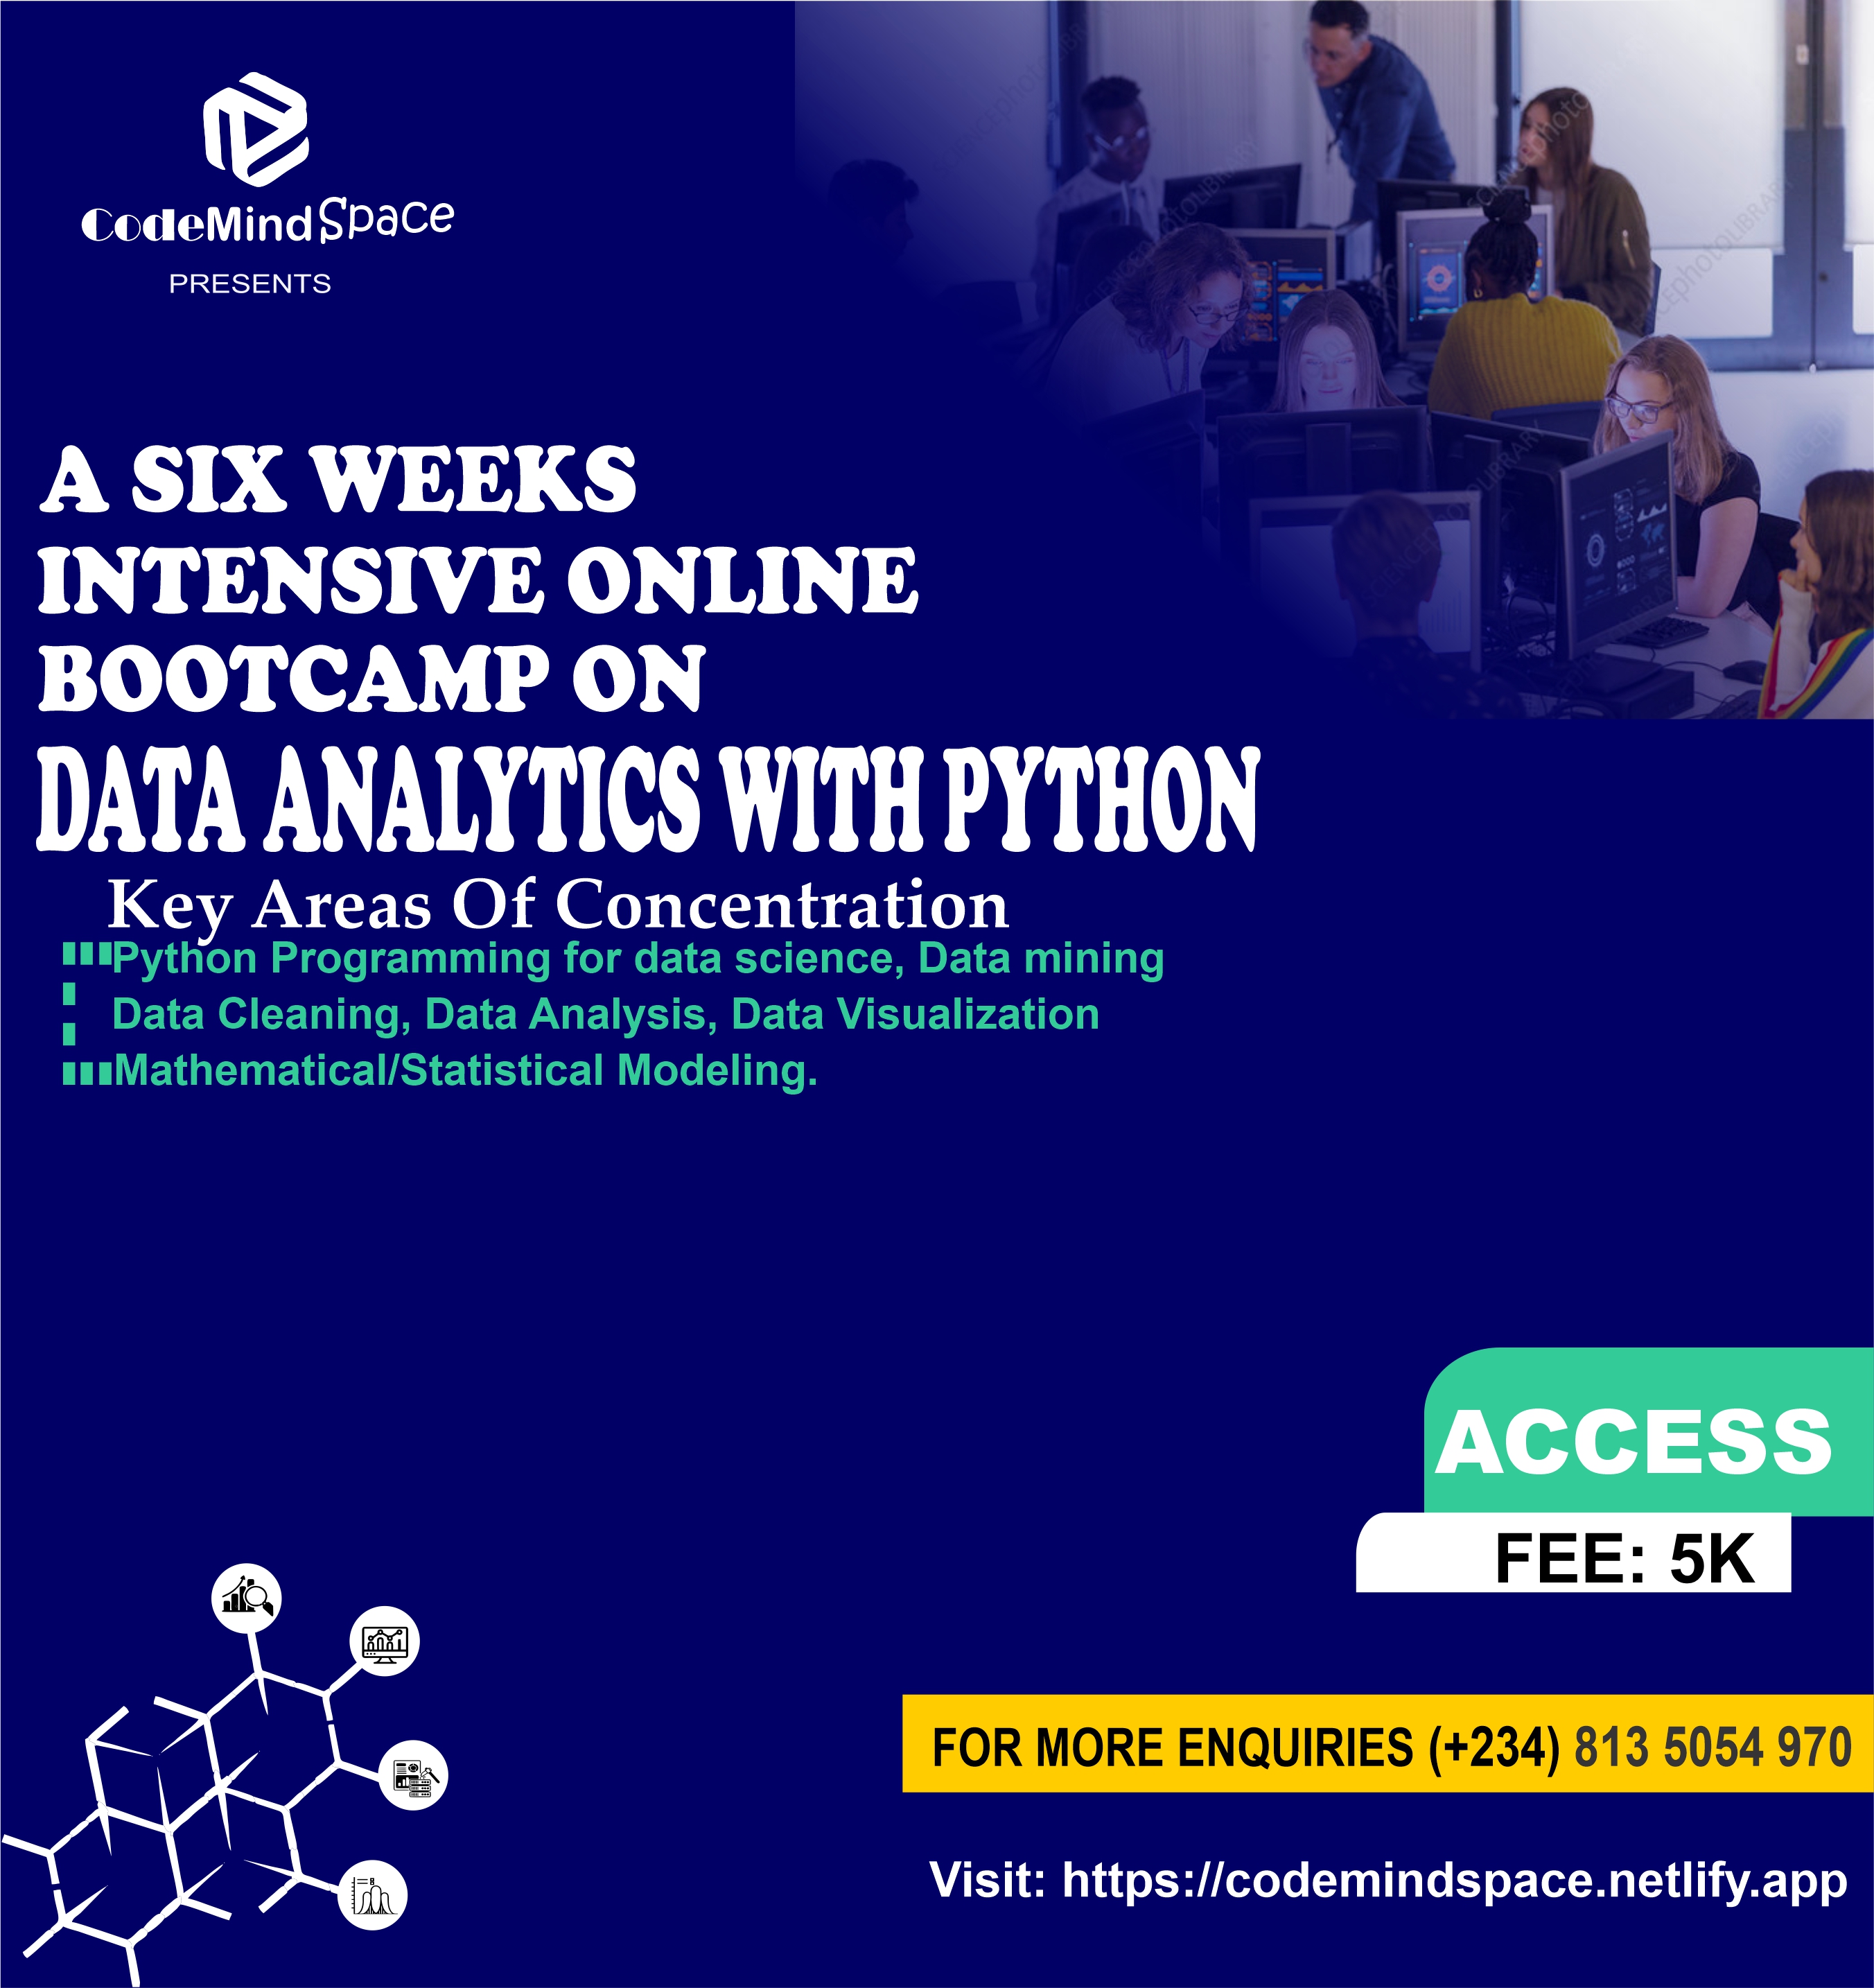 CodeMindSpace
PRESENTS
A SIX WEEKS
INTENSIVE ONLINE
BOOTCAMP ON
DATA ANALYTICS WITH PYTHON
Key Areas Of Concentration
Python Programming for data science, Data mining
Data Cleaning, Data Analysis, Data Visualization
Mathematical/Statistical Modeling.
ACCESS
FEE: 5K
FOR MORE ENQUIRIES (+234) 813 5054 970
Visit: https://codemindspace.netlify.app